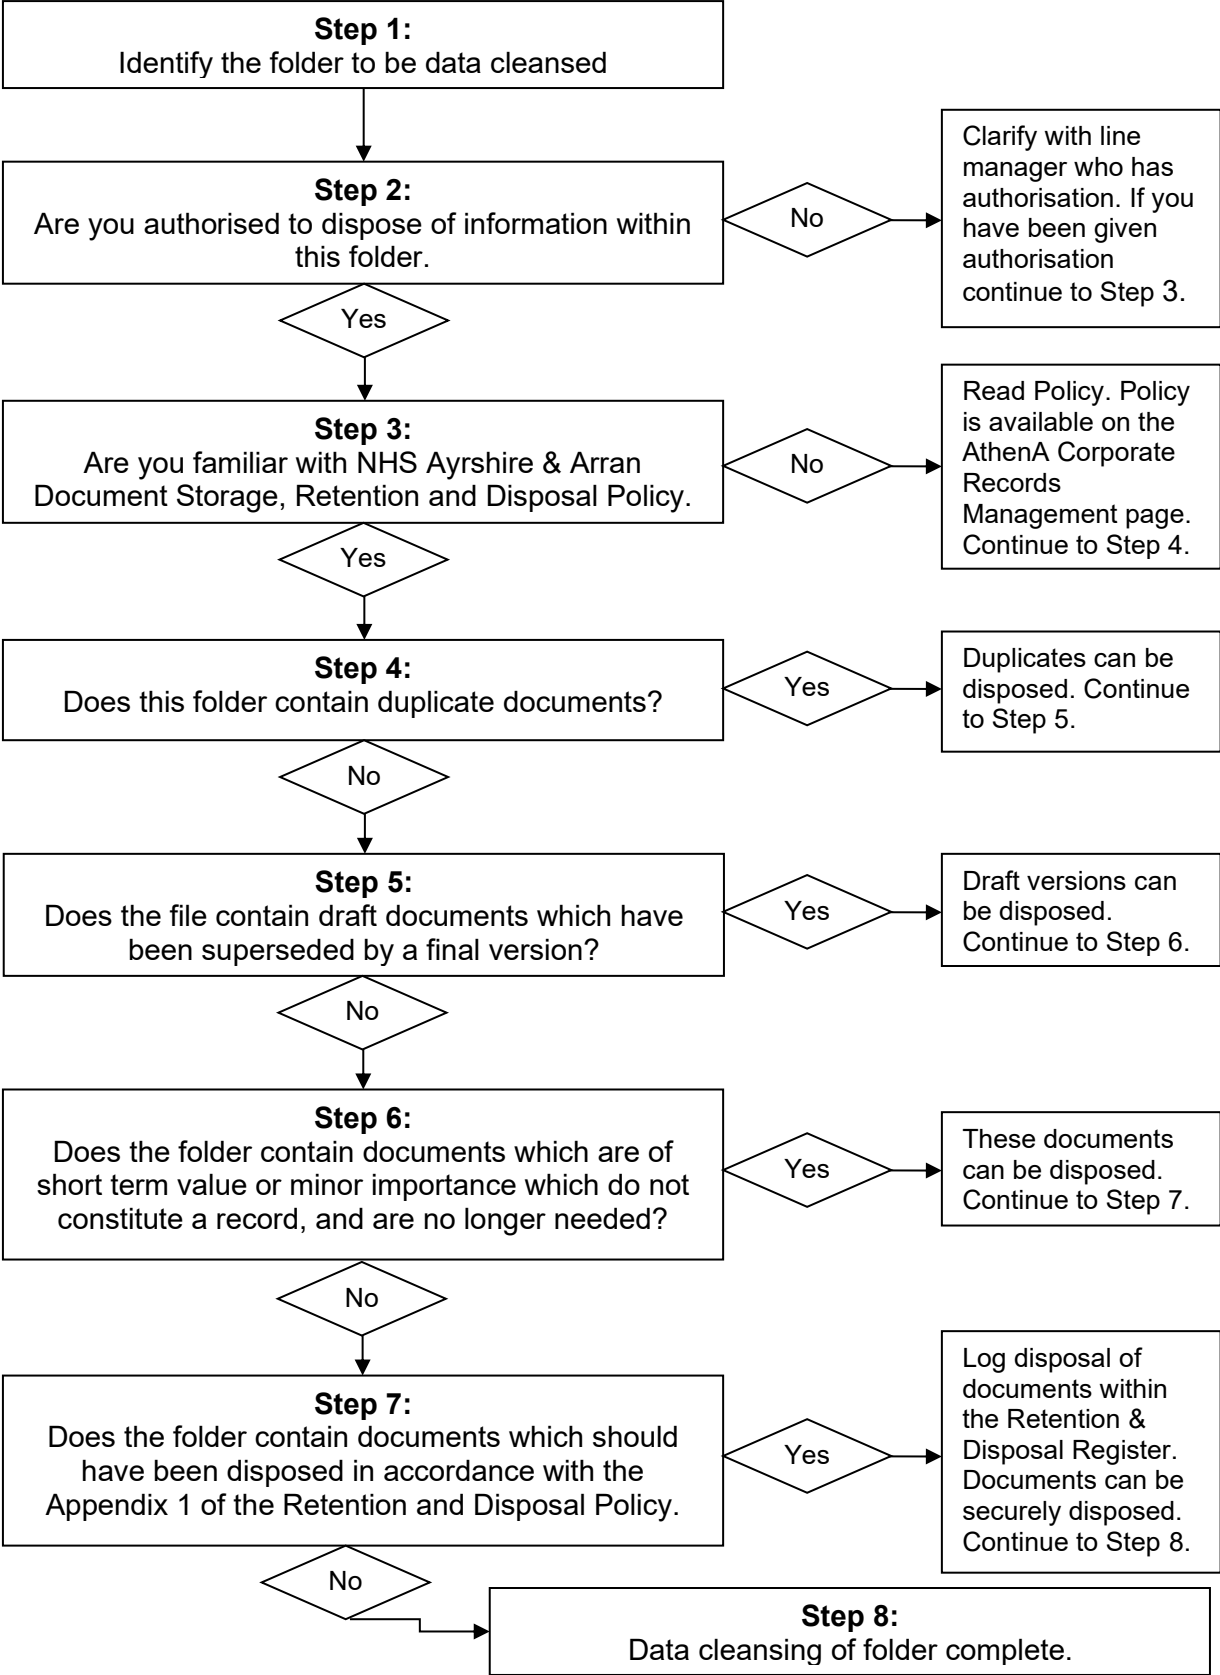 Step 1:
Identify the folder to be data cleansed
Step 2:
Are you authorised to dispose of information within
this folder.
No
Clarify with line
manager who has
authorisation. If you
have been given
authorisation
continue to Step 3.
Yes
Step 3:
Are you familiar with NHS Ayrshire & Arran
Document Storage, Retention and Disposal Policy.
No
Read Policy. Policy
is available on the
AthenA Corporate
Records
Management page.
Continue to Step 4.
Yes
Step 4:
Does this folder contain duplicate documents?
Yes
Duplicates can be
disposed. Continue
to Step 5.
No
Step 5:
Does the file contain draft documents which have
been superseded by a final version?
Yes
Draft versions can
be disposed.
Continue to Step 6.
No
Step 6:
Does the folder contain documents which are of
short term value or minor importance which do not
constitute a record, and are no longer needed?
Yes
These documents
can be disposed.
Continue to Step 7.
No
Step 7:
Does the folder contain documents which should
have been disposed in accordance with the
Appendix 1 of the Retention and Disposal Policy.
Yes
Log disposal of
documents within
the Retention &
Disposal Register.
Documents can be
securely disposed.
Continue to Step 8.
No
Step 8:
Data cleansing of folder complete.